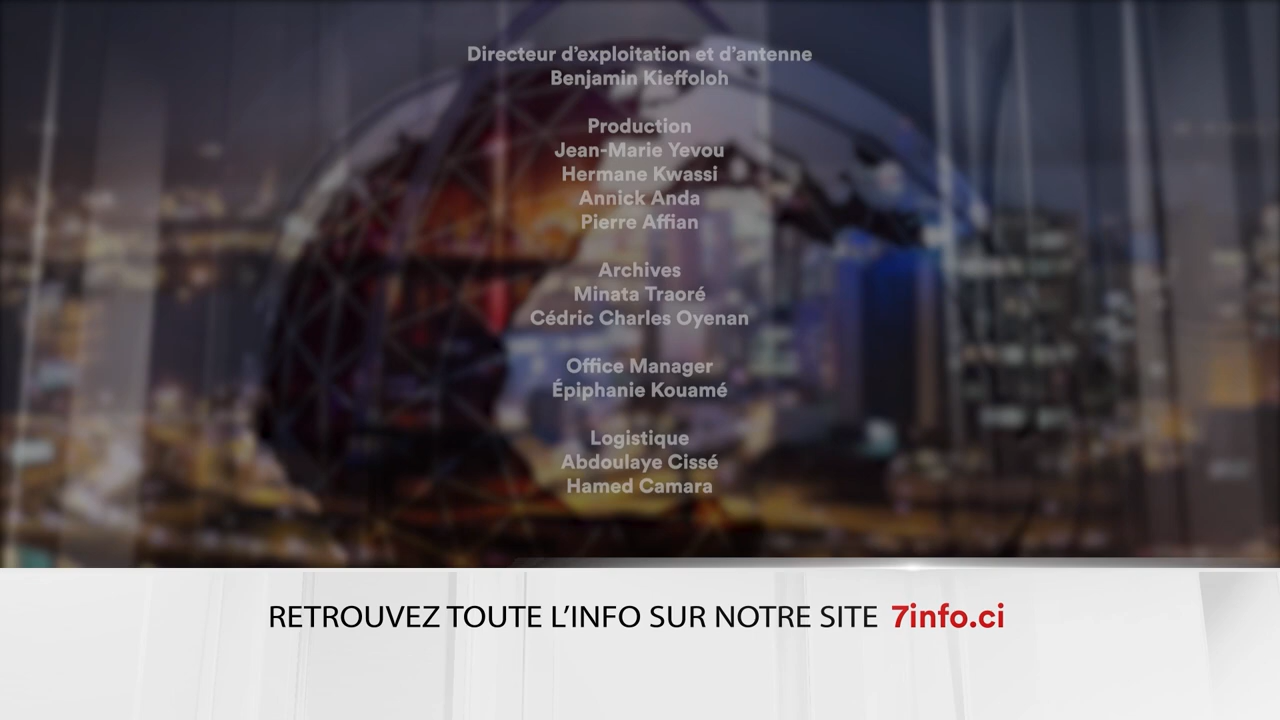 Directeur d’exploitation et d’antenne
Benjamin Kieffoloh
Production
Jean-Marie Yevou
Hermane Kwassi
Annick Anda
Pierre Affian
Archives
Minata Traoré
Cédric Charles Oyenan
Office Manager
Épiphanie Kouamé
Logistique
Abdoulaye Cissé
Hamed Camara
RETROUVEZ TOUTE L’INFO SUR NOTRE SITE 7info.ci